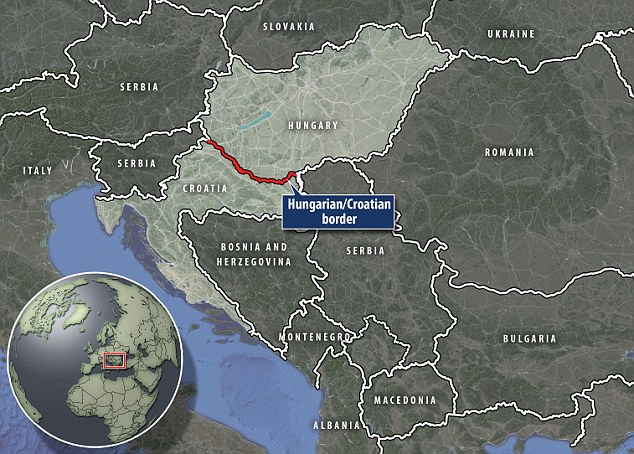 SLOVAKIA
UKRAINE
SERBIA
HUNGARY
ROMANIA
ITALY
SERBIA
CROATIA
Hungarian/Croatian
border
BOSNIA AND
HERZEGOVINA
SERBIA
MONTENEGRO
BULGARIA
MACEDONIA
ALBANIA